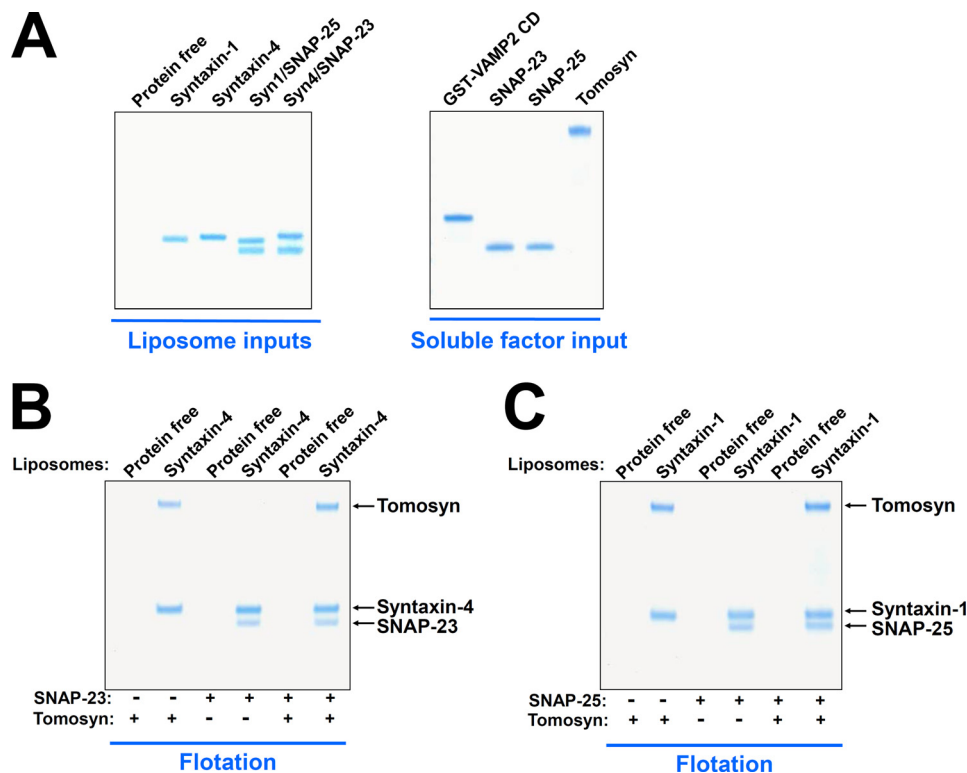 A
Protein free
Syntaxin-1
Syntaxin-4
Syn1/SNAP-25
Syn4/SNAP-23
GST-VAMP2 CD
SNAP-23
SNAP-25
Tomosyn
Liposome inputs
Soluble factor input
B
Liposomes:
Protein free
Syntaxin-4
Protein free
Syntaxin-4
Protein free
Syntaxin-4
Tomosyn
Syntaxin-4
SNAP-23
SNAP-23: - - + + + +
Tomosyn: + + - - + +
Flotation
C
Liposomes:
Protein free
Syntaxin-1
Protein free
Syntaxin-1
Protein free
Syntaxin-1
Tomosyn
Syntaxin-1
SNAP-25
SNAP-25: - - + + + +
Tomosyn: + + - - + +
Flotation